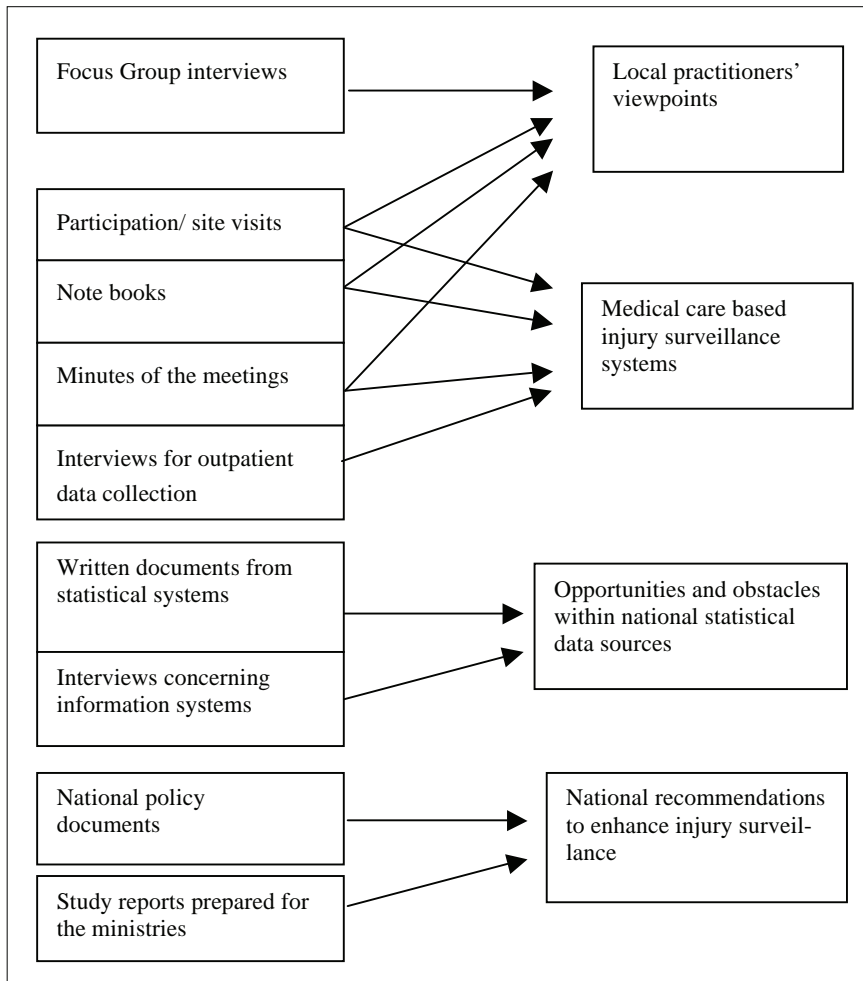 Focus Group interviews
Local practitioners’
viewpoints
Participation/ site visits
Note books
Minutes of the meetings
Interviews for outpatient
data collection
Medical care based
injury surveillance
systems
Written documents from
statistical systems
Interviews concerning
information systems
Opportunities and obstacles
within national statistical
data sources
National policy
documents
Study reports prepared for
the ministries
National recommendations
to enhance injury surveil-
lance